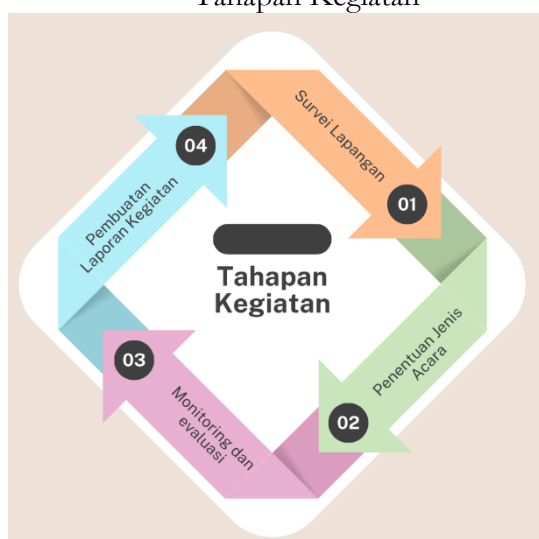 Tahapan Kegiatan
Survei Lapangan
01
Penentuan Jenis
Acara
02
Monitoring dan
evaluasi
03
Pembuatan
Laporan Kegiatan
04
Tahapan
Kegiatan